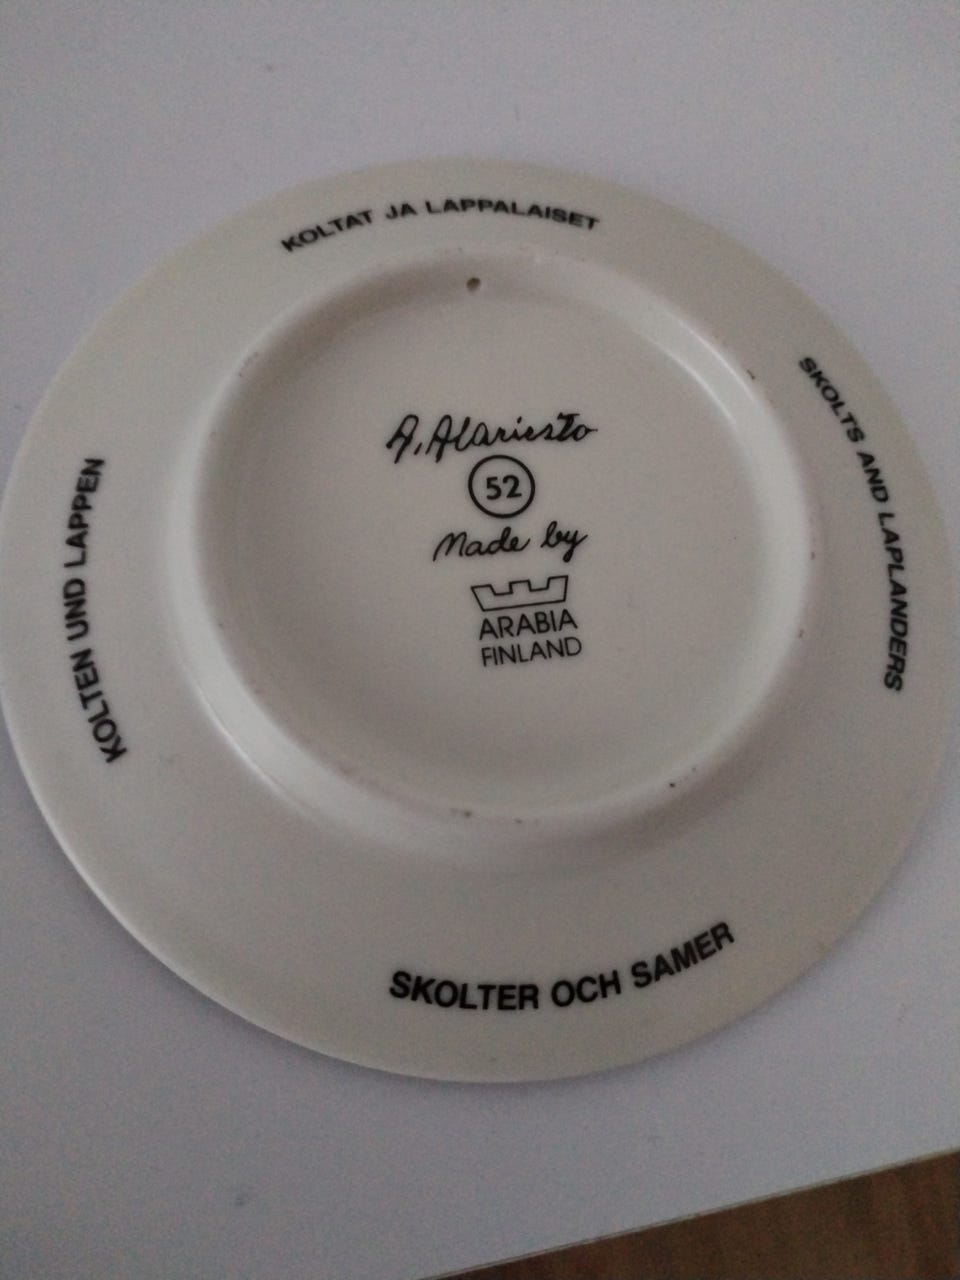 KOLTAT JA LAPPALAISET
SKOLTS AND LAPLANDERS
KOLTEN UND LAPPEN
A. Alariesto
52
Made by
ARABIA
FINLAND
SKOLTER OCH SAMER